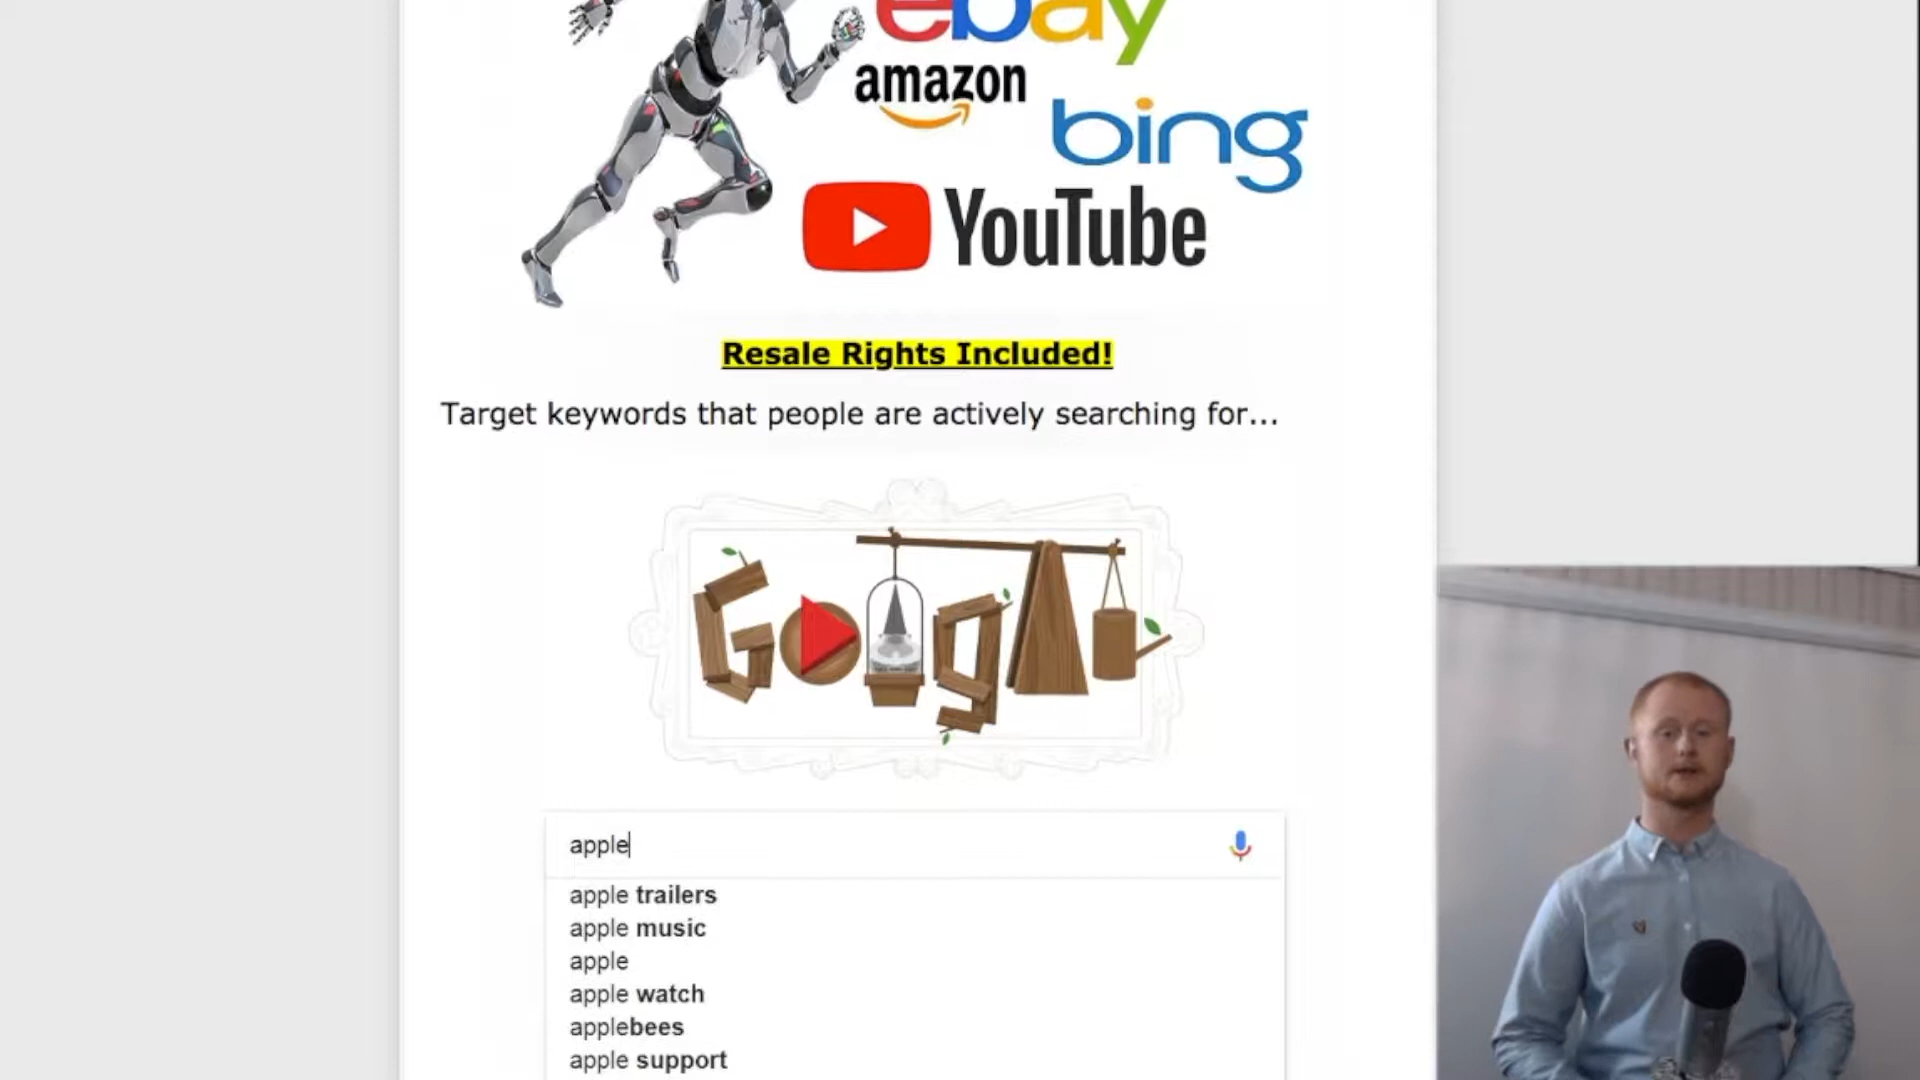 ebay
amazon
bing
YouTube
Resale Rights Included!
Target keywords that people are actively searching for...
Google
apple
apple trailers
apple music
apple
apple watch
applebees
apple support